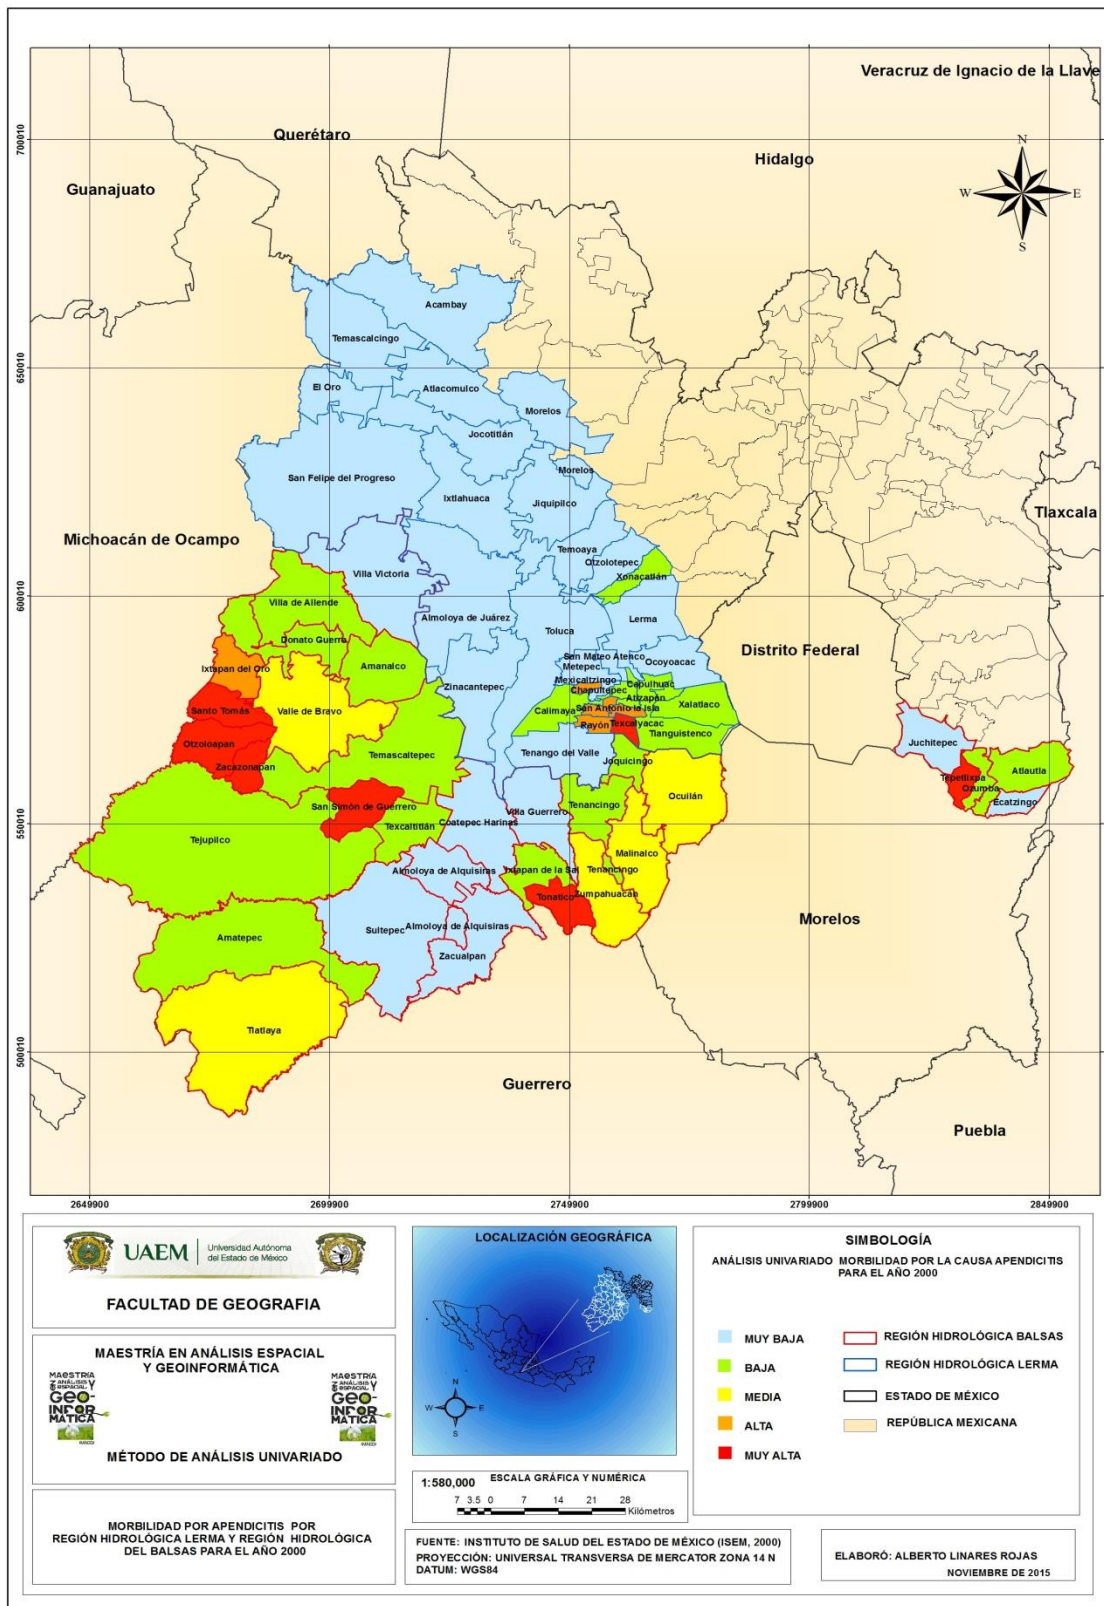 Veracruz de Ignacio de la Llave
Querétaro
Hidalgo
Guanajuato
N
W
E
S
Acambay
Temascalcingo
El Oro
Atlacomulco
Morelos
Jocotitlán
Morelos
San Felipe del Progreso
Ixtlahuaca
Jiquipilco
Tlaxcala
Michoacán de Ocampo
Temoaya
Otzolotepec
Xonacatlán
Villa Victoria
Villa de Allende
Almoloya de Juárez
Toluca
Lerma
Donato Guerra
Distrito Federal
Ixtapan del Oro
Amanalco
San Mateo Atenco
Metepec
Ocoyoacac
Zinacantepec
Mexicaltzingo
Capulhuac
Chapultepec
Atizapán
Santo Tomás
Valle de Bravo
Calimaya
San Antonio la Isla
Xalatlaco
Rayón
Texcalyacac
Tianguistenco
Otzoloapan
Juchitepec
Temascaltepec
Tenango del Valle
Zacazonapan
Joquicingo
Tepetlixpa
Atlautla
Ozumba
Ecatzingo
San Simón de Guerrero
Tenancingo
Ocuilán
Villa Guerrero
Texcaltitlán
Coatepec Harinas
Tejupilco
Malinalco
Almoloya de Alquisiras
Ixtapan de la Sal
Tenancingo
Tonatico
Zumpahuacán
Morelos
Amatepec
Sultepec
Almoloya de Alquisiras
Zacualpan
Tlatlaya
Guerrero
Puebla
700010
650010
600010
550010
500010
2649900
2699900
2749900
2799900
2849900
UAEM
Universidad Autónoma
del Estado de México
FACULTAD DE GEOGRAFIA
MAESTRÍA EN ANÁLISIS ESPACIAL
Y GEOINFORMÁTICA
MÉTODO DE ANÁLISIS UNIVARIADO
MORBILIDAD POR APENDICITIS POR
REGIÓN HIDROLÓGICA LERMA Y REGIÓN HIDROLÓGICA
DEL BALSAS PARA EL AÑO 2000
LOCALIZACIÓN GEOGRÁFICA
N
W
E
S
1:580,000
ESCALA GRÁFICA Y NUMÉRICA
7 3.5 0 7 14 21 28
Kilómetros
FUENTE: INSTITUTO DE SALUD DEL ESTADO DE MÉXICO (ISEM, 2000)
PROYECCIÓN: UNIVERSAL TRANSVERSA DE MERCATOR ZONA 14 N
DATUM: WGS84
SIMBOLOGÍA
ANÁLISIS UNIVARIADO MORBILIDAD POR LA CAUSA APENDICITIS
PARA EL AÑO 2000
MUY BAJA
BAJA
MEDIA
ALTA
MUY ALTA
REGIÓN HIDROLÓGICA BALSAS
REGIÓN HIDROLÓGICA LERMA
ESTADO DE MÉXICO
REPÚBLICA MEXICANA
ELABORÓ: ALBERTO LINARES ROJAS
NOVIEMBRE DE 2015